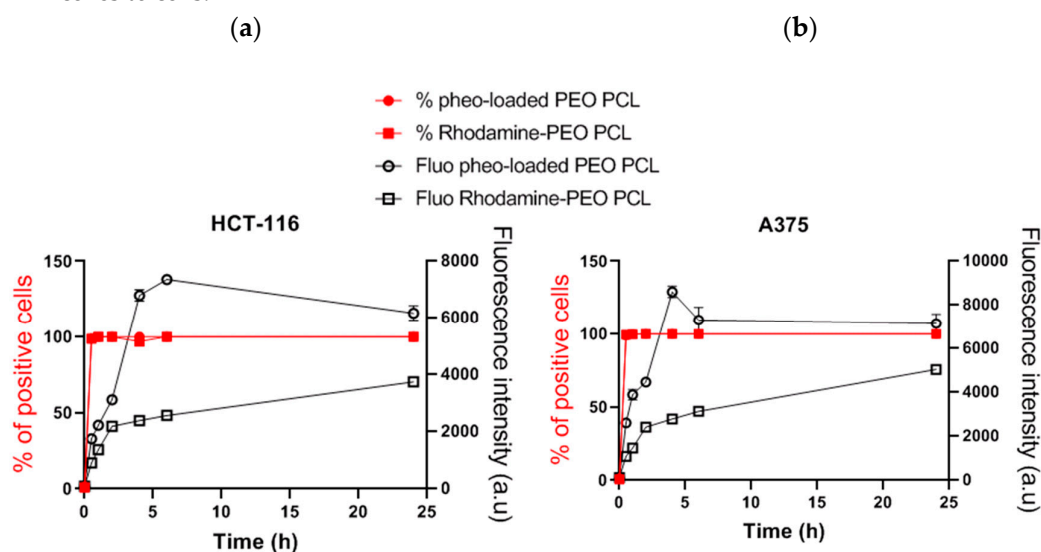 (a) (b)
% pheo-loaded PEO PCL
% Rhodamine-PEO PCL
Fluo pheo-loaded PEO PCL
Fluo Rhodamine-PEO PCL
HCT-116
% of positive cells
150
100
50
0
8000
6000
4000
2000
0
Fluorescence intensity (a.u)
0 5 10 15 20 25
Time (h)
A375
% of positive cells
150
100
50
0
10000
8000
6000
4000
2000
0
Fluorescence intensity (a.u)
0 5 10 15 20 25
Time (h)